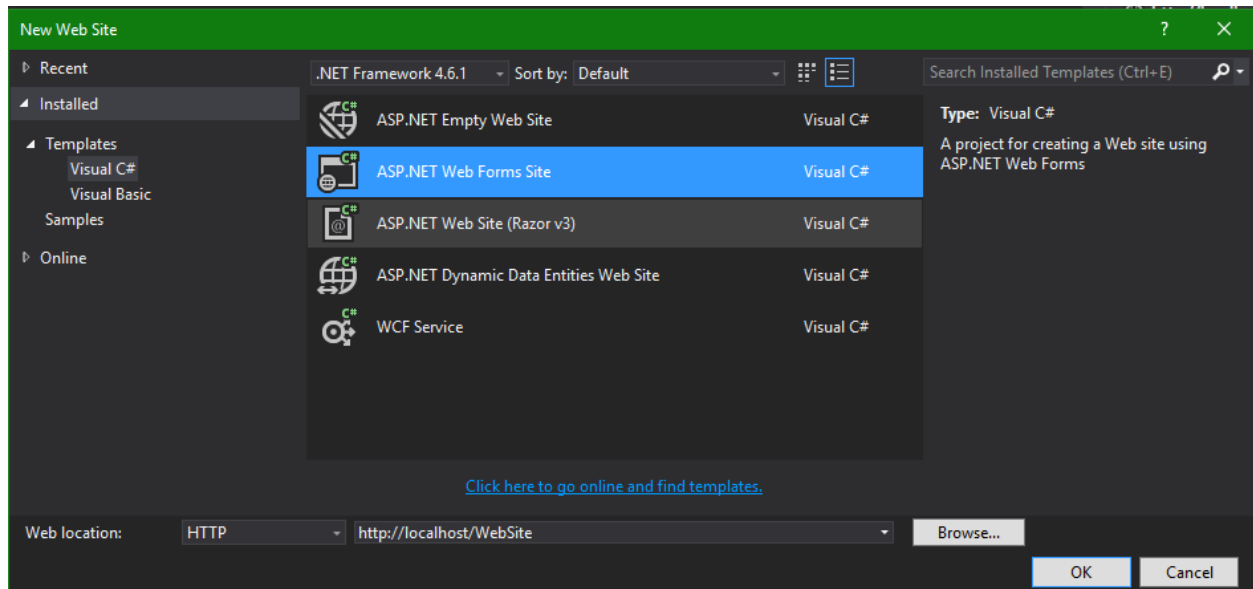 New Web Site
?
Recent
Installed
Templates
Visual C#
Visual Basic
Samples
Online
.NET Framework 4.6.1 Sort by: Default
C# ASP.NET Empty Web Site Visual C#
C# ASP.NET Web Forms Site Visual C#
C# @ ASP.NET Web Site (Razor v3) Visual C#
C# ASP.NET Dynamic Data Entities Web Site Visual C#
C# WCF Service Visual C#
Click here to go online and find templates.
Search Installed Templates (Ctrl+E)
Type: Visual C#
A project for creating a Web site using
ASP.NET Web Forms
Web location: HTTP http://localhost/WebSite Browse...
OK Cancel